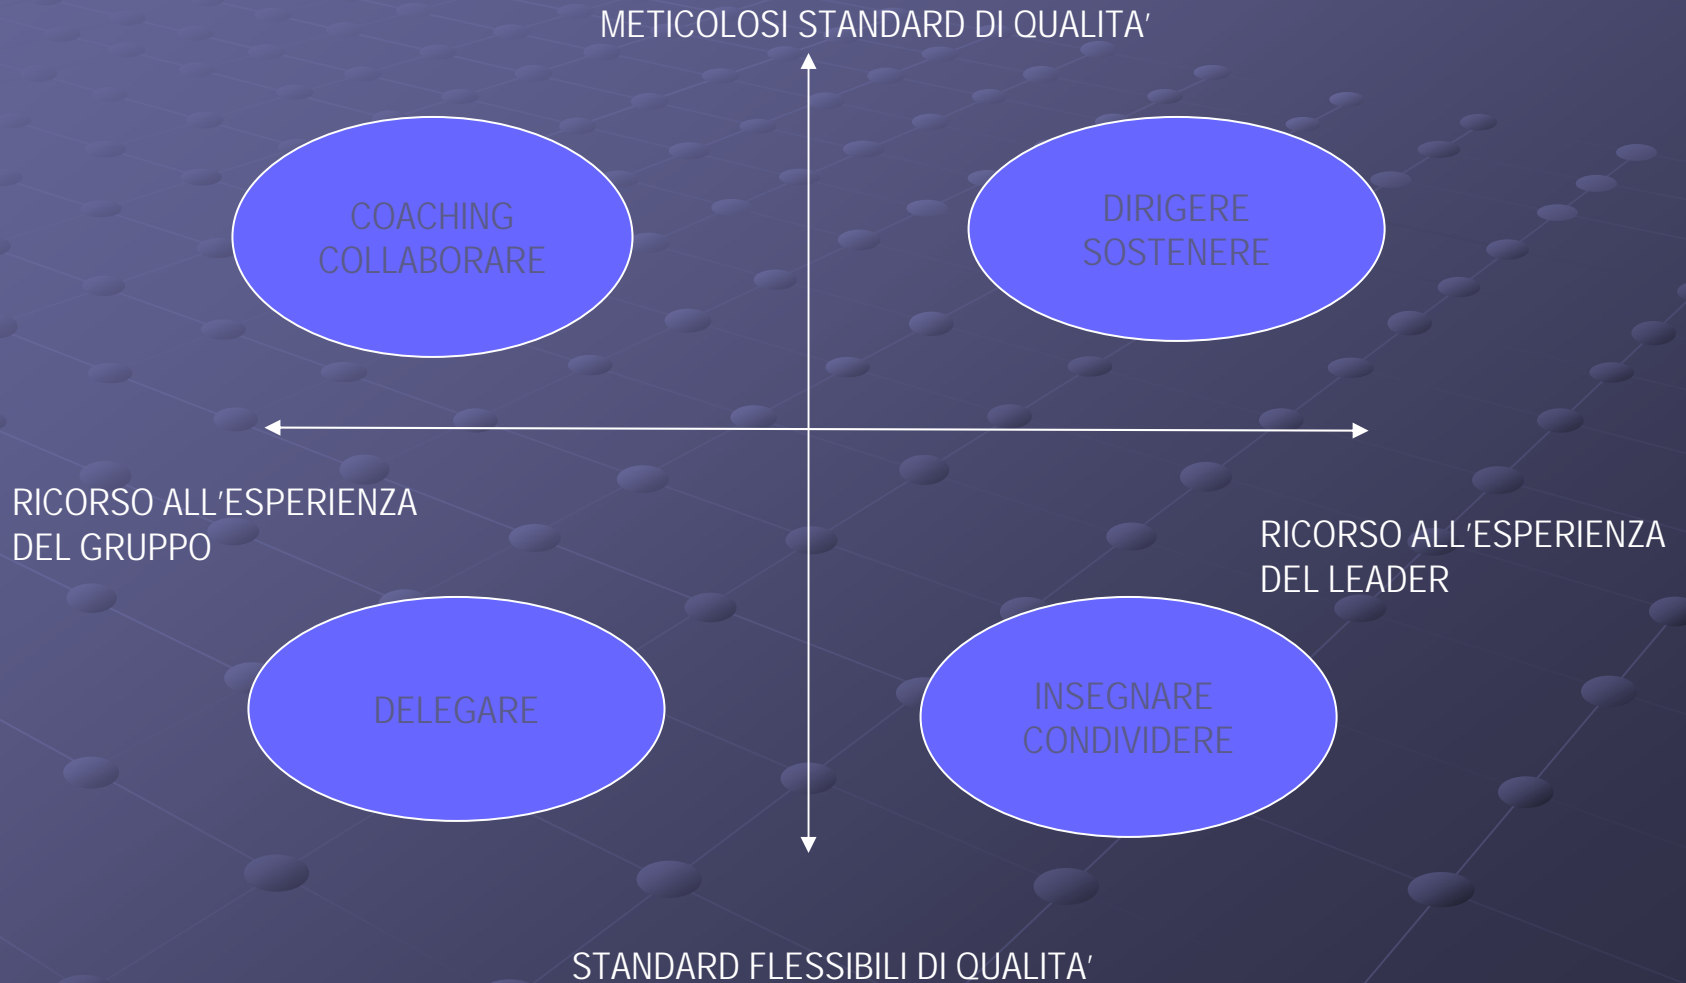 METICOLOSI STANDARD DI QUALITA'
COACHING
COLLABORARE
DIRIGERE
SOSTENERE
RICORSO ALL'ESPERIENZA
DEL GRUPPO
RICORSO ALL'ESPERIENZA
DEL LEADER
DELEGARE
INSEGNARE
CONDIVIDERE
STANDARD FLESSIBILI DI QUALITA'